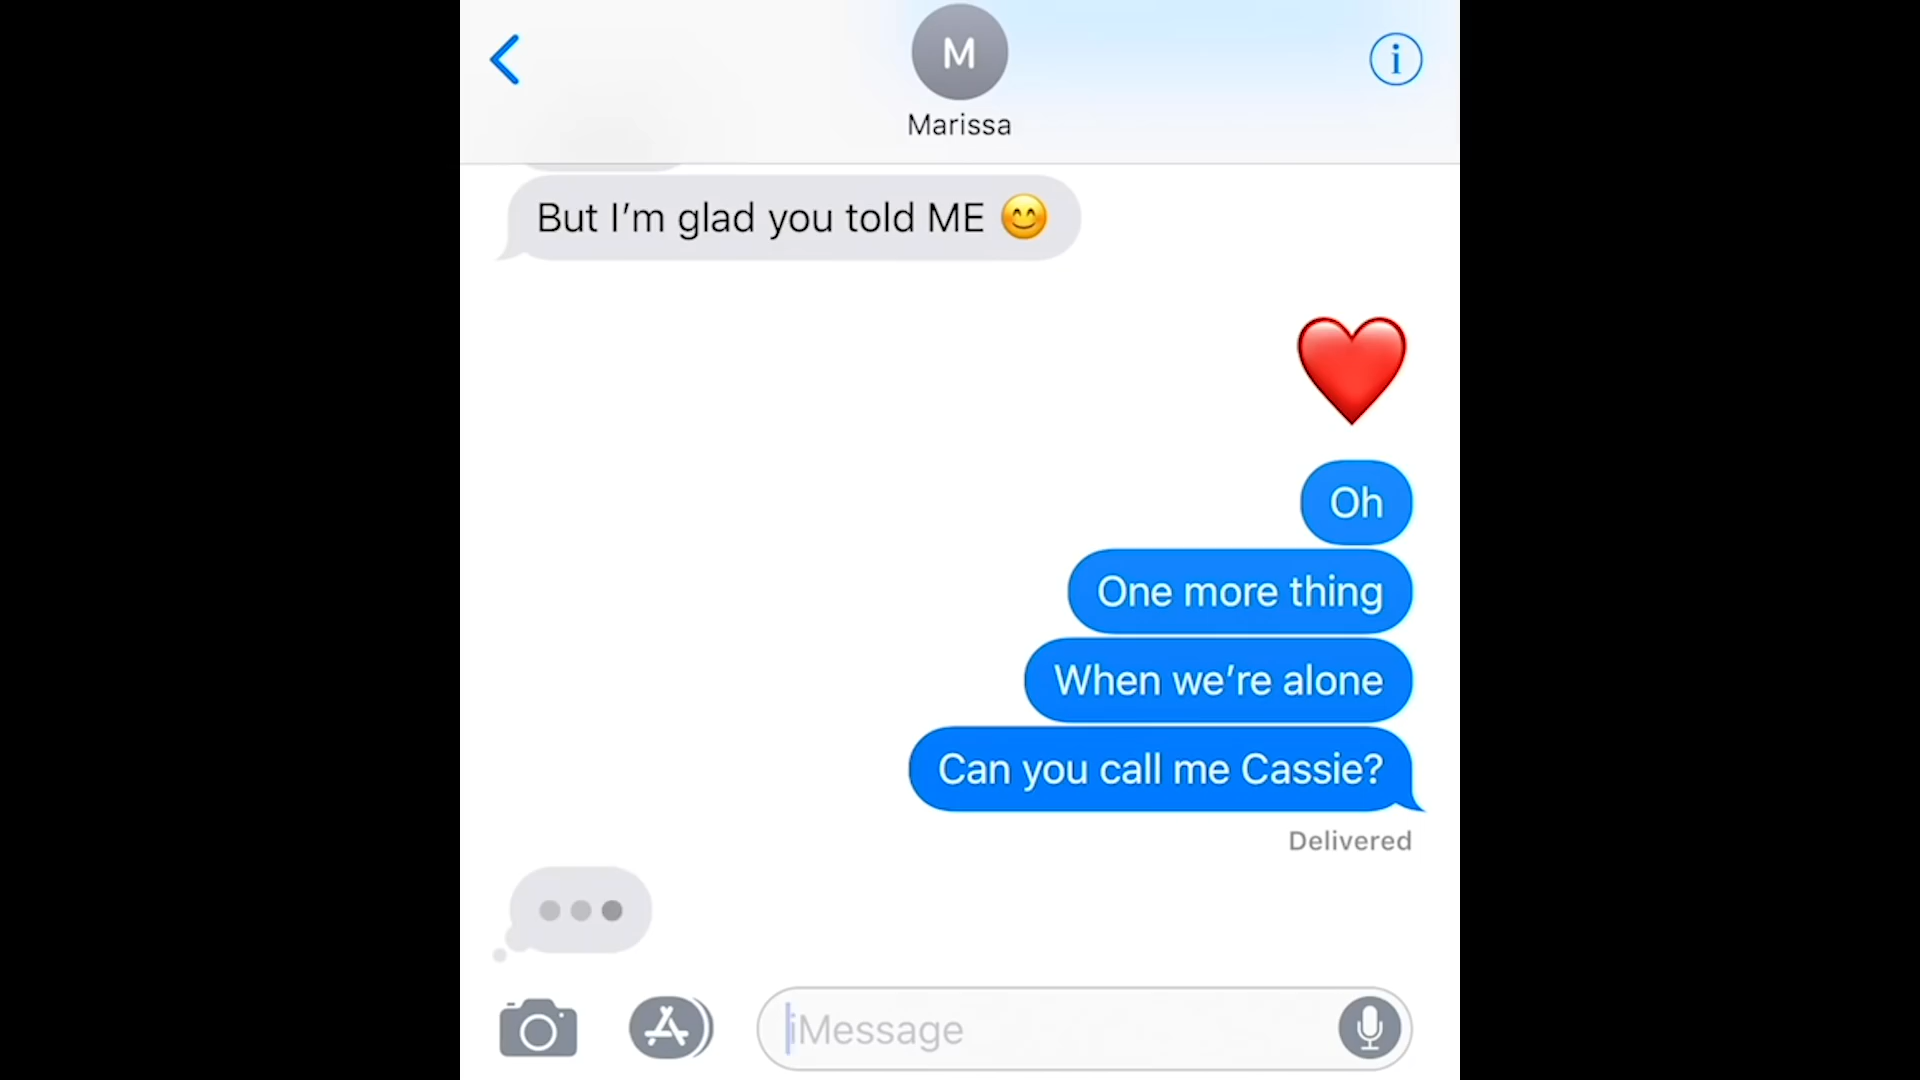 M
Marissa
But I’m glad you told ME 😊
❤️
Oh
One more thing
When we’re alone
Can you call me Cassie?
Delivered
iMessage